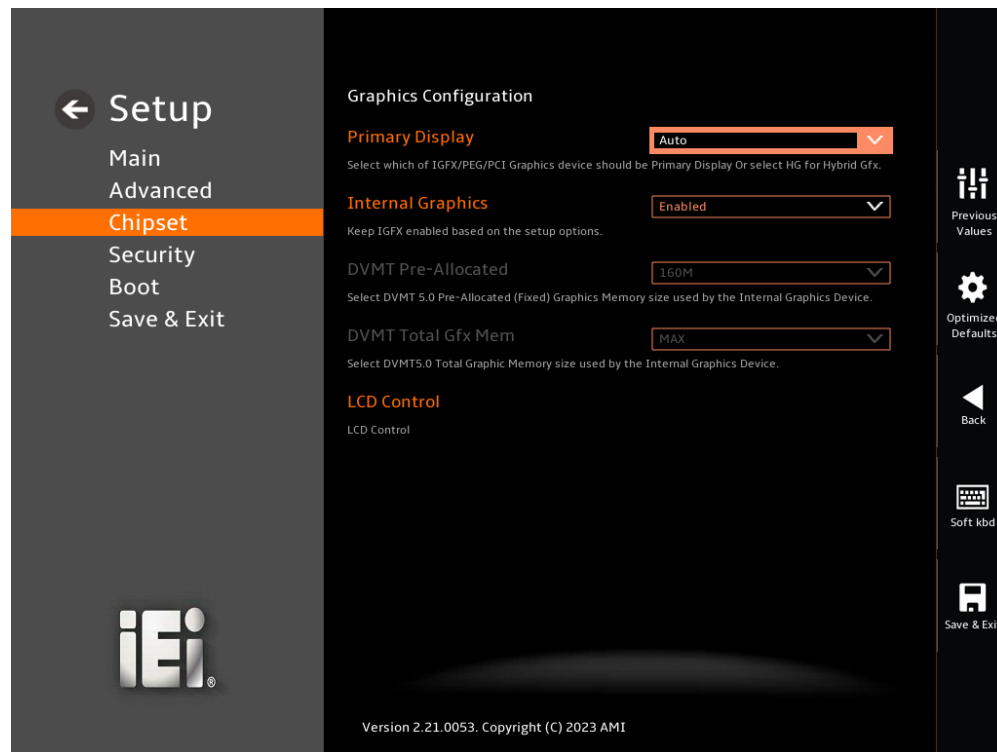 Setup
Main
Advanced
Chipset
Security
Boot
Save & Exit
iEi®
Graphics Configuration
Primary Display
Auto
Select which of IGFX/PEG/PCI Graphics device should be Primary Display Or select HG for Hybrid Gfx.
Internal Graphics
Enabled
Keep IGFX enabled based on the setup options.
DVMT Pre-Allocated
160M
Select DVMT 5.0 Pre-Allocated (Fixed) Graphics Memory size used by the Internal Graphics Device.
DVMT Total Gfx Mem
MAX
Select DVMT5.0 Total Graphic Memory size used by the Internal Graphics Device.
LCD Control
LCD Control
Version 2.21.0053. Copyright (C) 2023 AMI
Previous
Values
Optimized
Defaults
Back
Soft kbd
Save & Exit